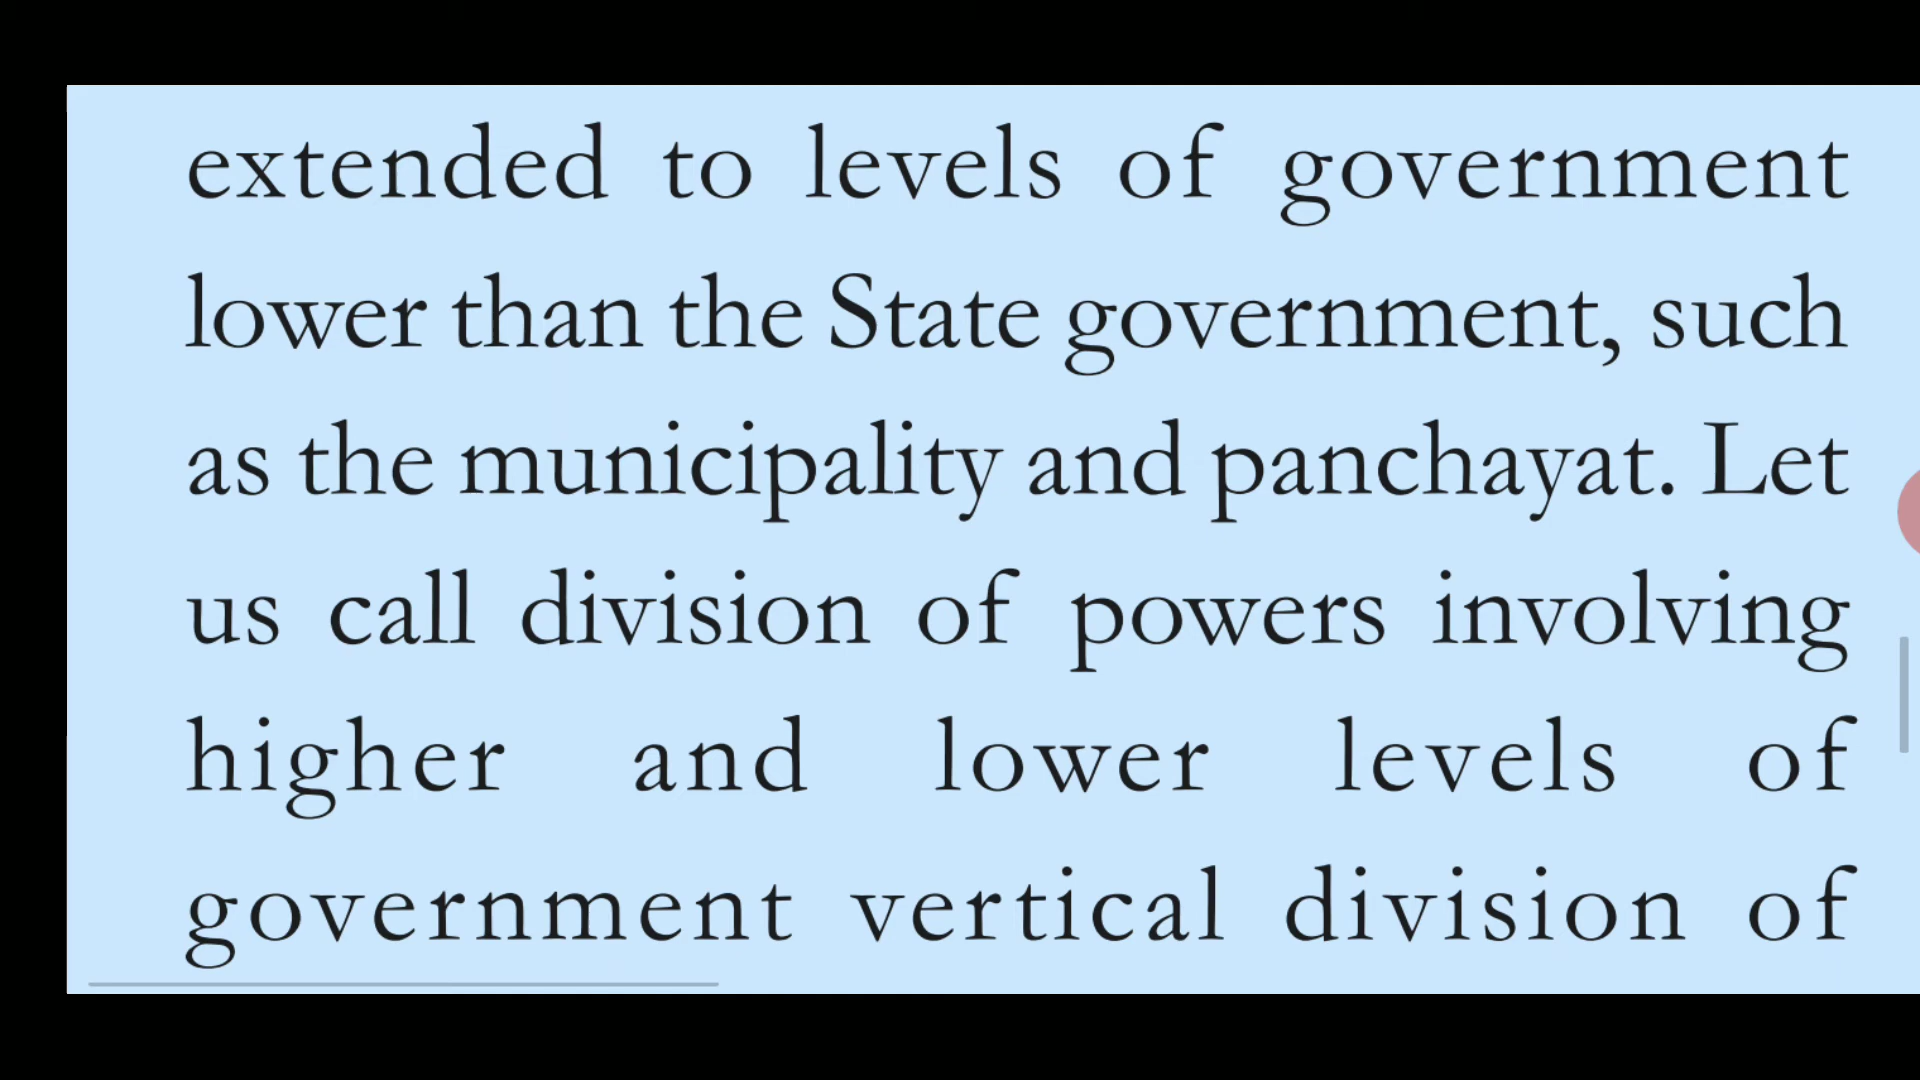 extended to levels of government
lower than the State government, such
as the municipality and panchayat. Let
us call division of powers involving
higher and lower levels of
government vertical division of